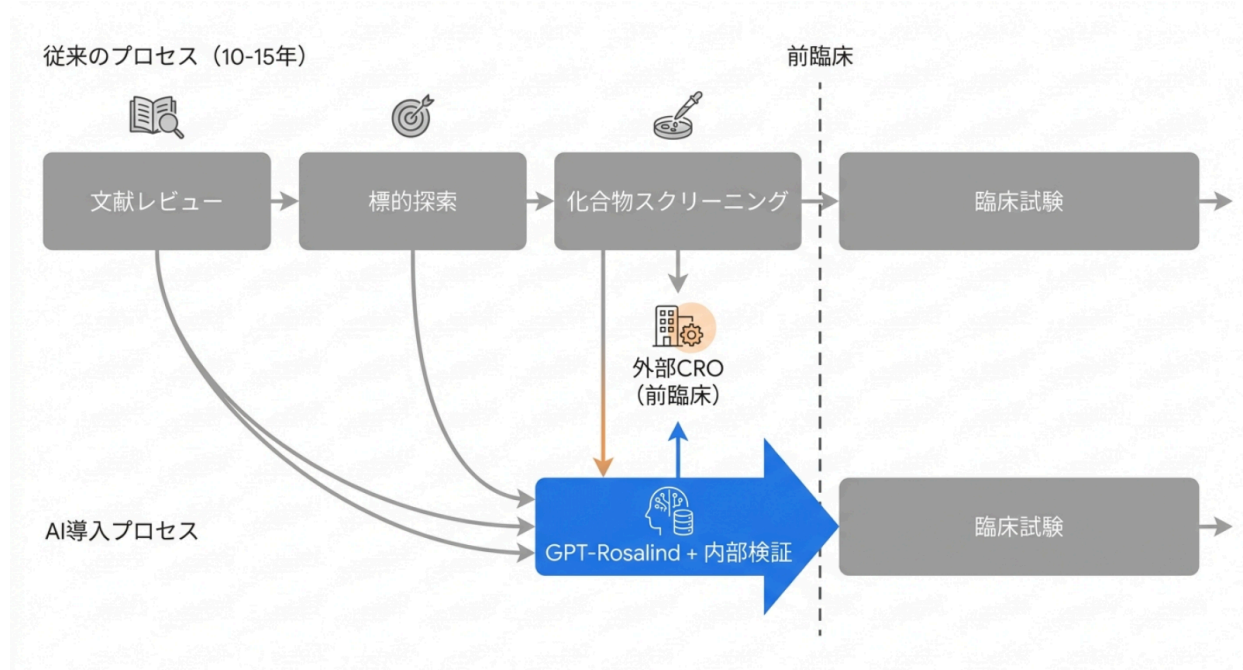 従来のプロセス（10-15年）
前臨床
文献レビュー
標的探索
化合物スクリーニング
臨床試験
外部CRO
（前臨床）
AI導入プロセス
GPT-Rosalind + 内部検証
臨床試験